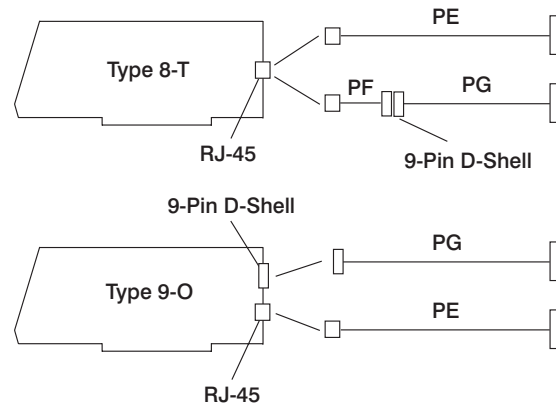 PE
Type 8-T
PF
PG
RJ-45
9-Pin D-Shell
9-Pin D-Shell
PG
Type 9-O
PE
RJ-45